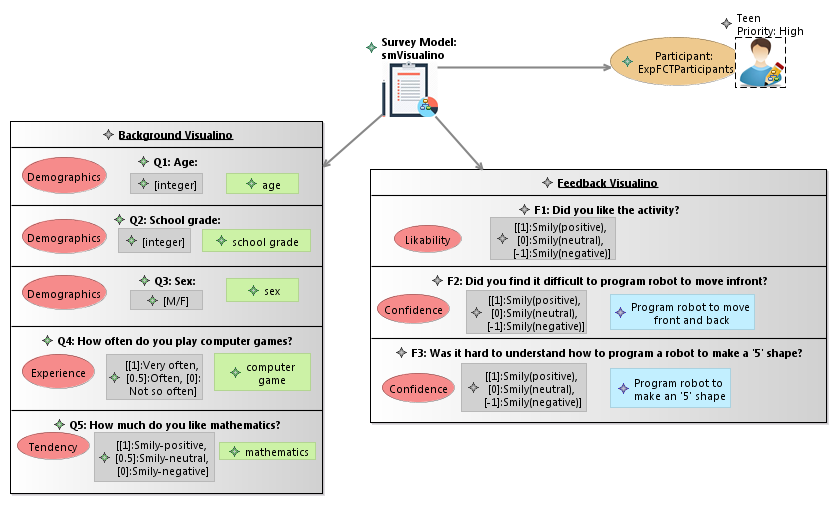 Teen
Priority: High
Survey Model:
smVisualino
Participant:
ExpFCTParticipants
Background Visualino
Q1: Age:
Demographics
[integer]
age
Q2: School grade:
Demographics
[integer]
school grade
Q3: Sex:
Demographics
[M/F]
sex
Q4: How often do you play computer games?
Experience
[[1]:Very often,
[0.5]:Often, [0]:
Not so often]
computer
game
Q5: How much do you like mathematics?
Tendency
[[1]:Smily-positive,
[0.5]:Smily-neutral,
[0]:Smily-negative]
mathematics
Feedback Visualino
F1: Did you like the activity?
Likability
[[1]:Smily(positive),
[0]:Smily(neutral),
[-1]:Smily(negative)]
F2: Did you find it difficult to program robot to move infront?
Confidence
[[1]:Smily(positive),
[0]:Smily(neutral),
[-1]:Smily(negative)]
Program robot to move
front and back
F3: Was it hard to understand how to program a robot to make a '5' shape?
Confidence
[[1]:Smily(positive),
[0]:Smily(neutral),
[-1]:Smily(negative)]
Program robot to
make an '5' shape